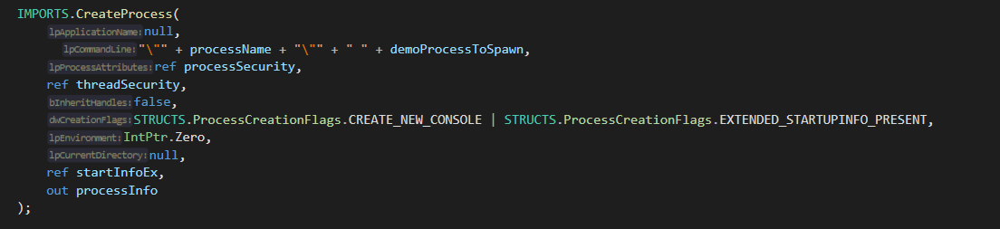 IMPORTS.CreateProcess(
lpApplicationName: null,
lpCommandLine: "\"" + processName + "\"" + " " + demoProcessToSpawn,
lpProcessAttributes: ref processSecurity,
ref threadSecurity,
bInheritHandles: false,
dwCreationFlags: STRUCTS.ProcessCreationFlags.CREATE_NEW_CONSOLE | STRUCTS.ProcessCreationFlags.EXTENDED_STARTUPINFO_PRESENT,
lpEnvironment: IntPtr.Zero,
lpCurrentDirectory: null,
ref startInfoEx,
out processInfo
);